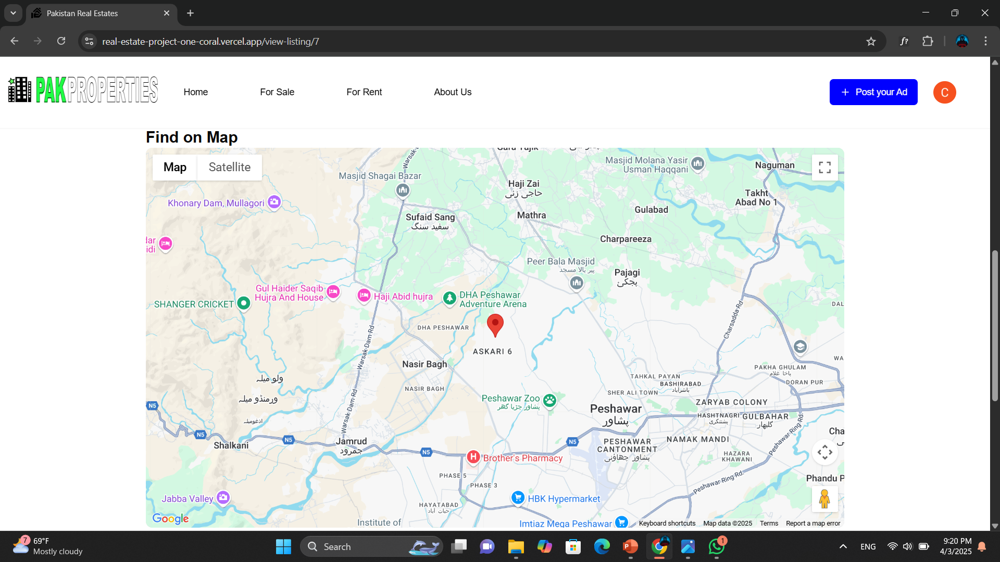 Pakistan Real Estates
real-estate-project-one-coral.vercel.app/view-listing/7
f?
PAKPROPERTIES
Home
For Sale
For Rent
About Us
+ Post your Ad
C
Find on Map
Map
Satellite
Warsak
Masjid Shagai Bazar
Haji Zai
حاجی زئی
Masjid Molana Yasir
Usman Haqqani
Naguman
Takht
Abad No 1
Khonary Dam, Mullagori
Sufaid Sang
سفید سنگ
Mathra
Gulabad
Charpareeza
Peer Bala Masjid
پیر بالا مسجد
Pajagi
پجگی
Gul Haider Saqib
Hujra And House
Haji Abid hujra
DHA Peshawar
Adventure Arena
SHANGER CRICKET
DAL
DHA PESHAWAR
Charsadda Rd
Warsak Dam Rd
ASKARI 6
Nasir Bagh
NASIR BAGH
WA
PAKHA GHULAM
باخا غلام
DORAN PUR
TAHKAL PAYAN
BASHIRABAD
باشرآباد
SHER ALI TOWN
ولو میله
ورمنڈو میلہ
Peshawar Zoo
پشاور چڑیا گھر
Peshawar
پشاور
ZARYAB COLONY
HASHTNAGRI
ہشتنگری
GULBAHAR
گلبہار
N5
Warsak Dam Rd
N5
N5
N5
N5
Shalkani
Jamrud
جمرود
PESHAWAR
CANTONMENT
پشاور چھاؤنی
NAMAK MANDI
Peshawar Ring Rd
Cha
HAZARA
KHAWANI
H
Brother's Pharmacy
PHASE 5
PHASE 3
Peshawar Ring Rd.
Phandu P
Jabba Valley
HAYATABAD
حیات آباد
HBK Hypermarket
Google
Institute of
Imtiaz Mega Peshawar
Keyboard shortcuts
Map data ©2025
Terms
Report a map error
7
69°F
Mostly cloudy
Search
P
1
ENG
9:20 PM
4/3/2025